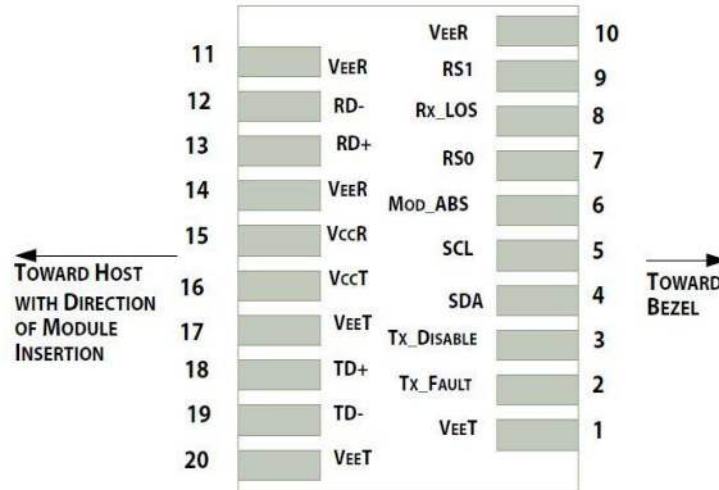 11 VEER
12 RD-
13 RD+
14 VEER
15 VCCR
16 VCCT
17 VEET
18 TD+
19 TD-
20 VEET
VEER 10
RS1 9
RX_LOS 8
RS0 7
MOD_ABS 6
SCL 5
SDA 4
TX_DISABLE 3
TX_FAULT 2
VEET 1
TOWARD HOST
WITH DIRECTION
OF MODULE
INSERTION
TOWARD
BEZEL